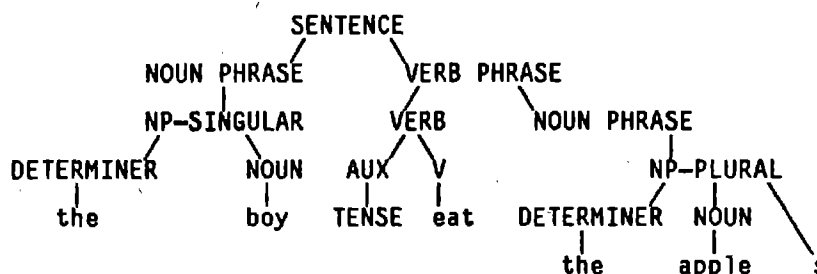 SENTENCE
NOUN PHRASE VERB PHRASE
NP-SINGULAR VERB NOUN PHRASE
DETERMINER NOUN AUX V NP-PLURAL
the boy TENSE eat DETERMINER NOUN
the apple s